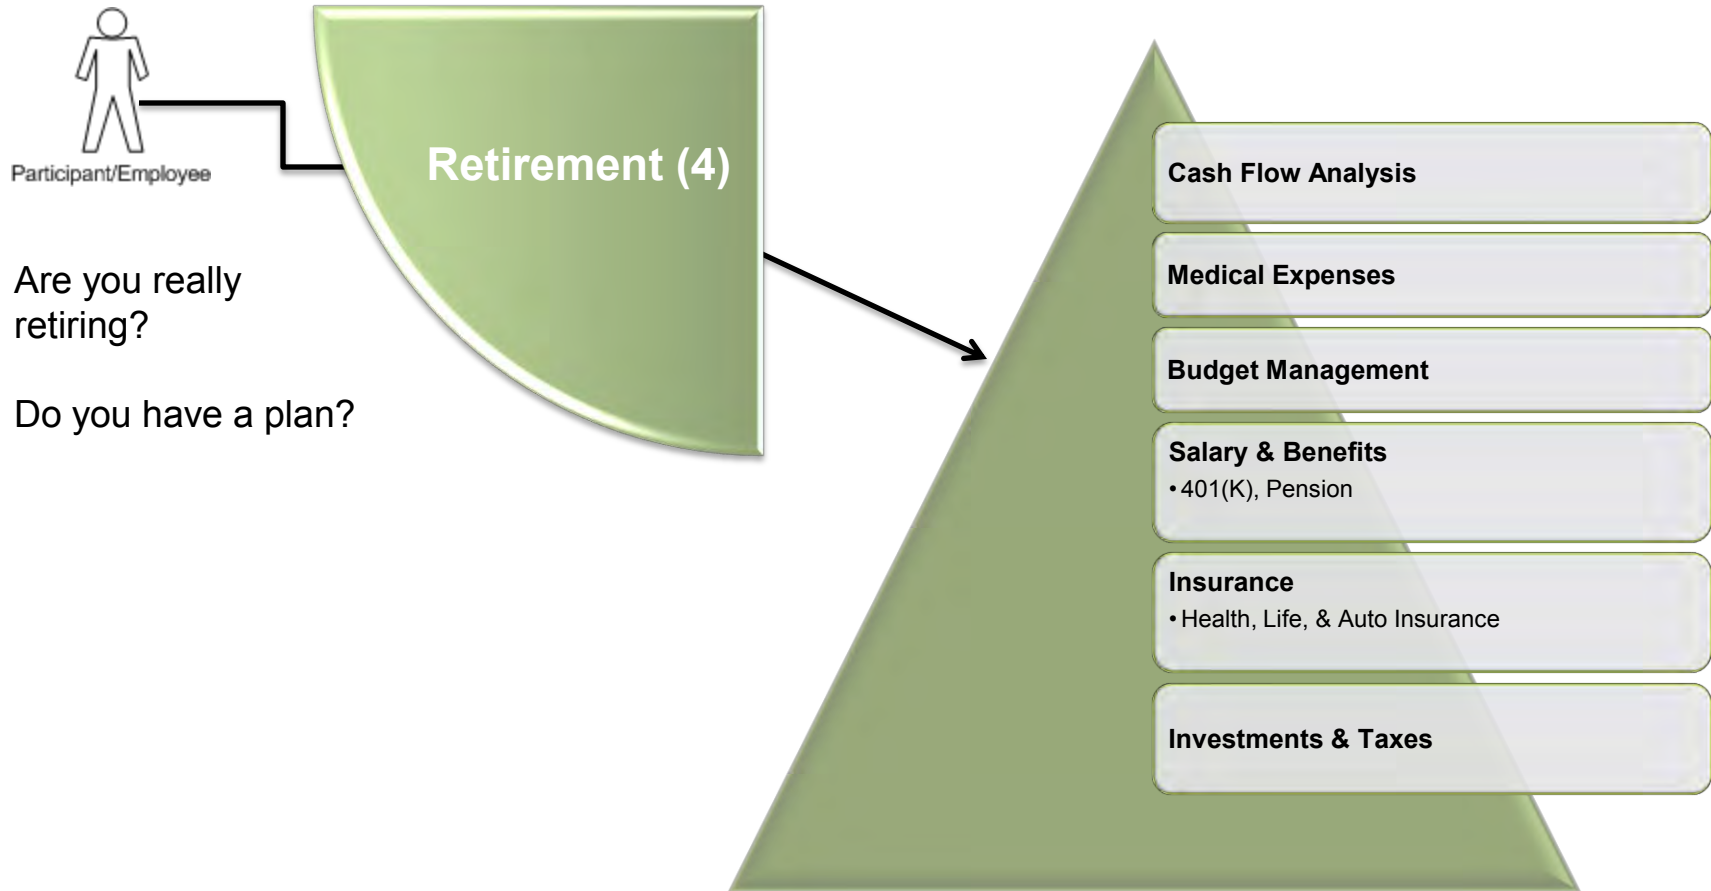 Participant/Employee
Are you really
retiring?
Do you have a plan?
Retirement (4)
Cash Flow Analysis
Medical Expenses
Budget Management
Salary & Benefits
• 401(K), Pension
Insurance
• Health, Life, & Auto Insurance
Investments & Taxes